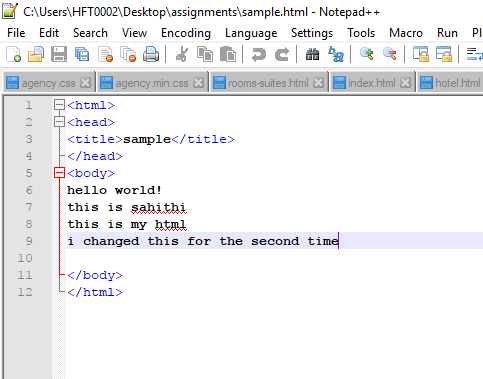 C:\Users\HFT0002\Desktop\assignments\sample.html - Notepad++
File Edit Search View Encoding Language Settings Tools Macro Run
agency.css agency.min.css rooms-suites.html index.html hotel.html
1 <html>
2 <head>
3 <title>sample</title>
4 </head>
5 <body>
6 hello world!
7 this is sahithi
8 this is my html
9 i changed this for the second time
10
11 </body>
12 </html>